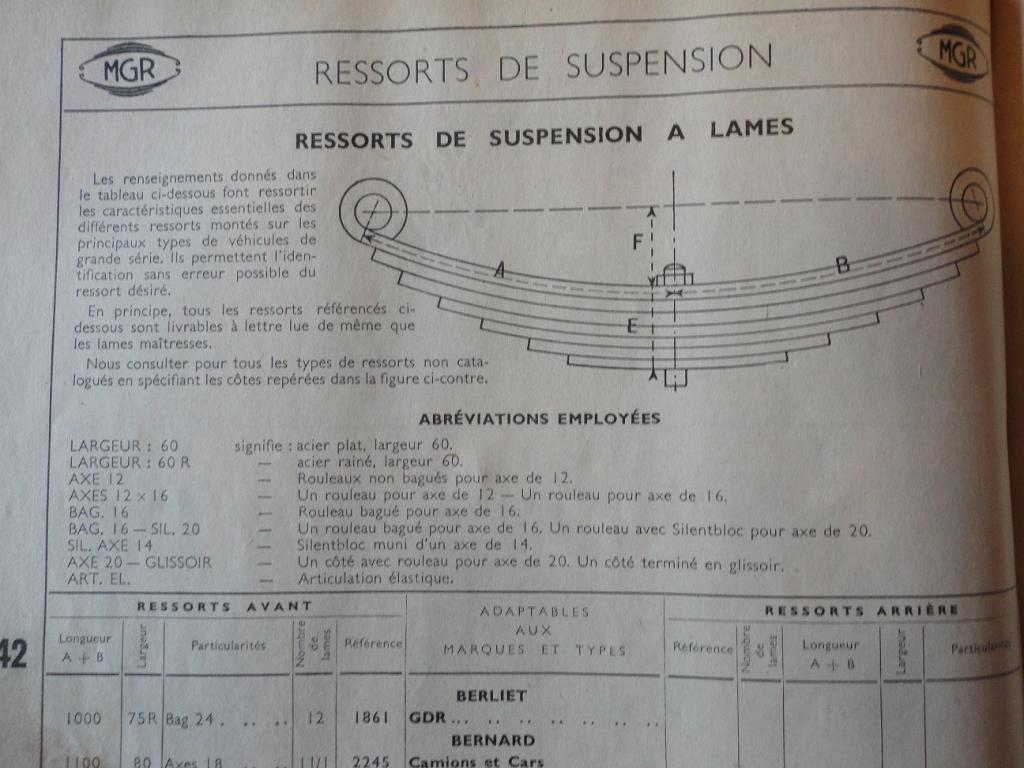 MGR RESSORTS DE SUSPENSION MGR
RESSORTS DE SUSPENSION A LAMES
Les renseignements donnés dans
le tableau ci-dessous font ressortir
les caractéristiques essentielles des
différents ressorts montés sur les
principaux types de véhicules de
grande série. Ils permettent l'iden-
tification sans erreur possible du
ressort désiré.
En principe, tous les ressorts référencés ci-
dessous sont livrables à lettre lue de même que
les lames maîtresses.
Nous consulter pour tous les types de ressorts non cata-
logués en spécifiant les côtes repérées dans la figure ci-contre.
F
A
B
E
ABRÉVIATIONS EMPLOYÉES
LARGEUR : 60 signifie : acier plat, largeur 60.
LARGEUR : 60 R — acier rainé, largeur 60.
AXE 12 — Rouleaux non bagués pour axe de 12.
AXES 12 x 16 — Un rouleau pour axe de 12 — Un rouleau pour axe de 16.
BAG. 16 — Rouleau bagué pour axe de 16.
BAG. 16 — SIL. 20 — Un rouleau bagué pour axe de 16. Un rouleau avec Silentbloc pour axe de 20.
SIL. AXE 14 — Silentbloc muni d'un axe de 14.
AXE 20 — GLISSOIR — Un côté avec rouleau pour axe de 20. Un côté terminé en glissoir.
ART. EL. — Articulation élastique.
42
RESSORTS AVANT
Longueur
A + B
Largeur
Particularités
Nombre
de
lames
Référence
ADAPTABLES
AUX
MARQUES ET TYPES
RESSORTS ARRIÈRE
Référence
Nombre
de
lames
Longueur
A + B
Largeur
Particularités
BERLIET
1000 75R Bag 24 . .. .. 12 1861 GDR ... .. .. .. .. .. ..
BERNARD
1100 80 Axes 18 .. .. 11/1 2245 Camions et Cars